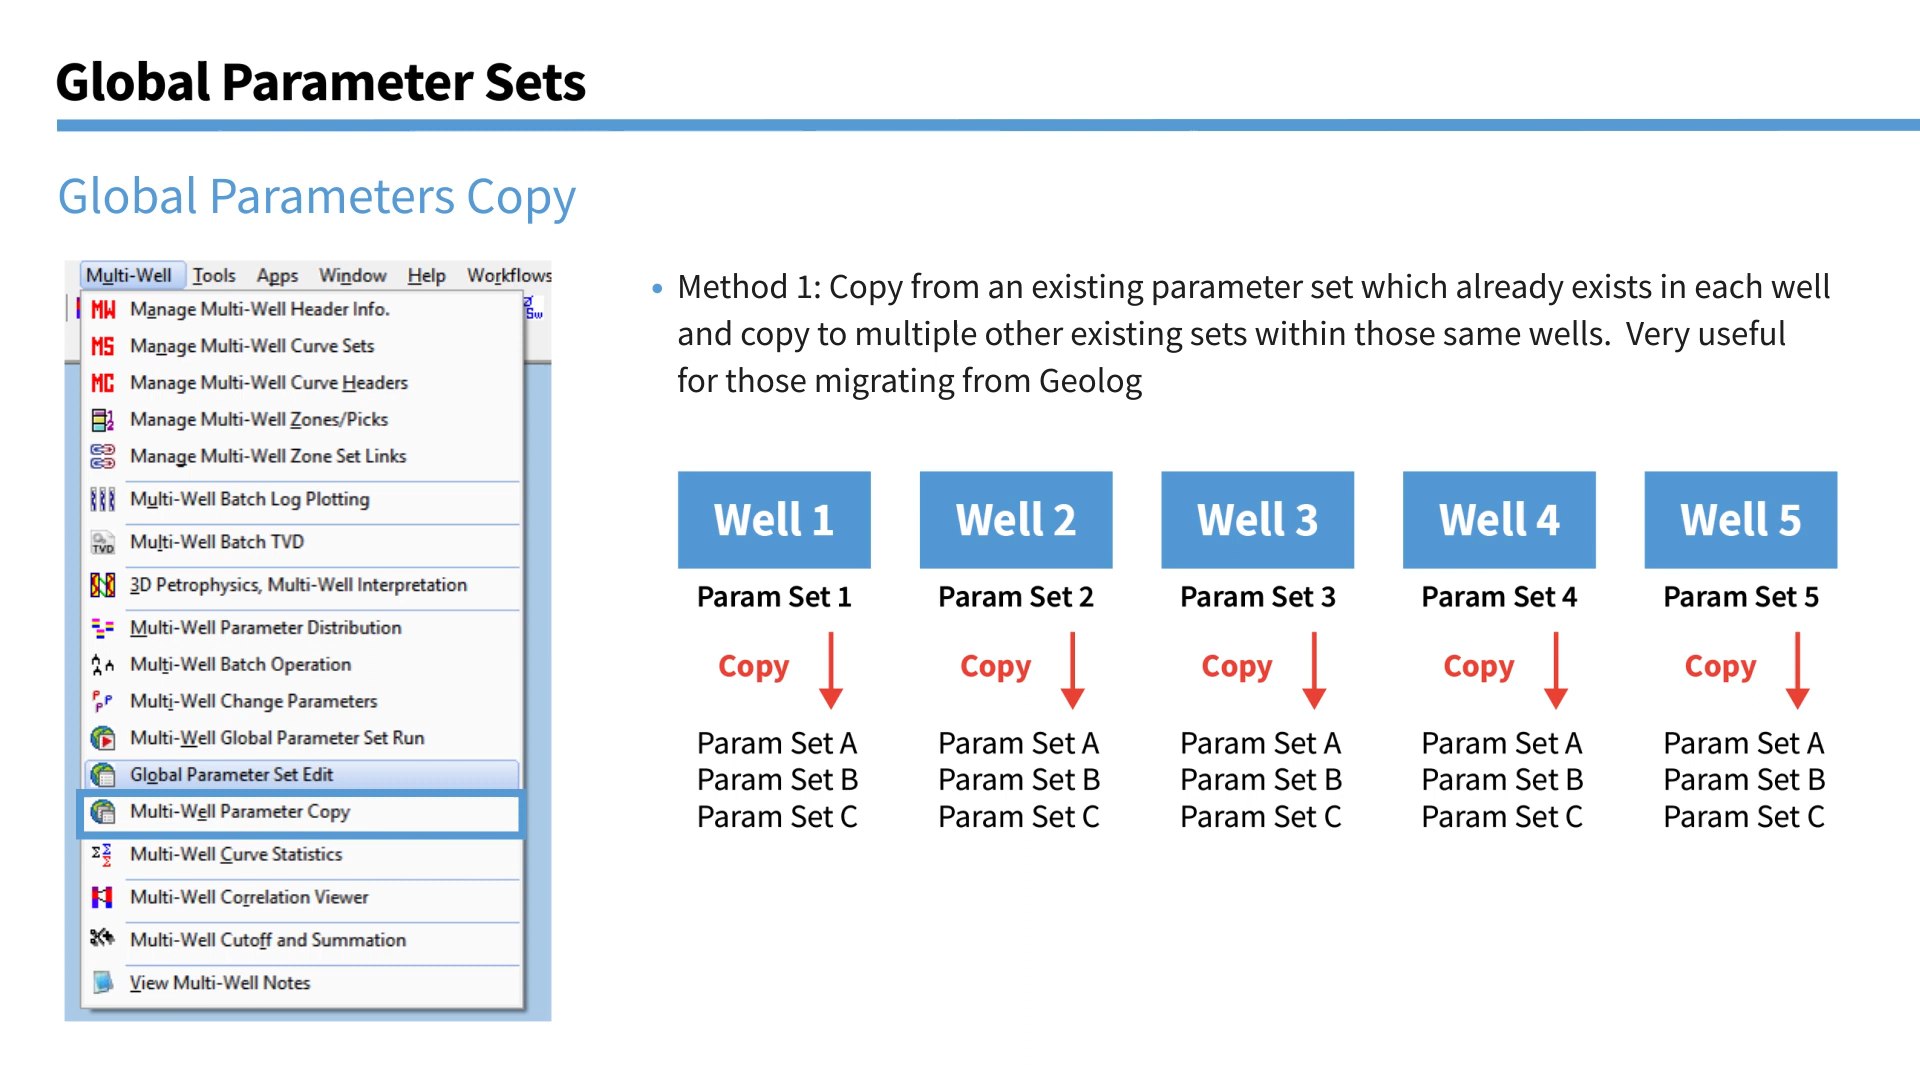 Global Parameter Sets
Global Parameters Copy
Multi-Well Tools Apps Window Help Workflows
Manage Multi-Well Header Info.
Manage Multi-Well Curve Sets
Manage Multi-Well Curve Headers
Manage Multi-Well Zones/Picks
Manage Multi-Well Zone Set Links
Multi-Well Batch Log Plotting
Multi-Well Batch TVD
3D Petrophysics, Multi-Well Interpretation
Multi-Well Parameter Distribution
Multi-Well Batch Operation
Multi-Well Change Parameters
Multi-Well Global Parameter Set Run
Global Parameter Set Edit
Multi-Well Parameter Copy
Multi-Well Curve Statistics
Multi-Well Correlation Viewer
Multi-Well Cutoff and Summation
View Multi-Well Notes
• Method 1: Copy from an existing parameter set which already exists in each well
and copy to multiple other existing sets within those same wells.  Very useful
for those migrating from Geolog
Well 1 Well 2 Well 3 Well 4 Well 5
Param Set 1 Param Set 2 Param Set 3 Param Set 4 Param Set 5
Copy Copy Copy Copy Copy
Param Set A Param Set A Param Set A Param Set A Param Set A
Param Set B Param Set B Param Set B Param Set B Param Set B
Param Set C Param Set C Param Set C Param Set C Param Set C